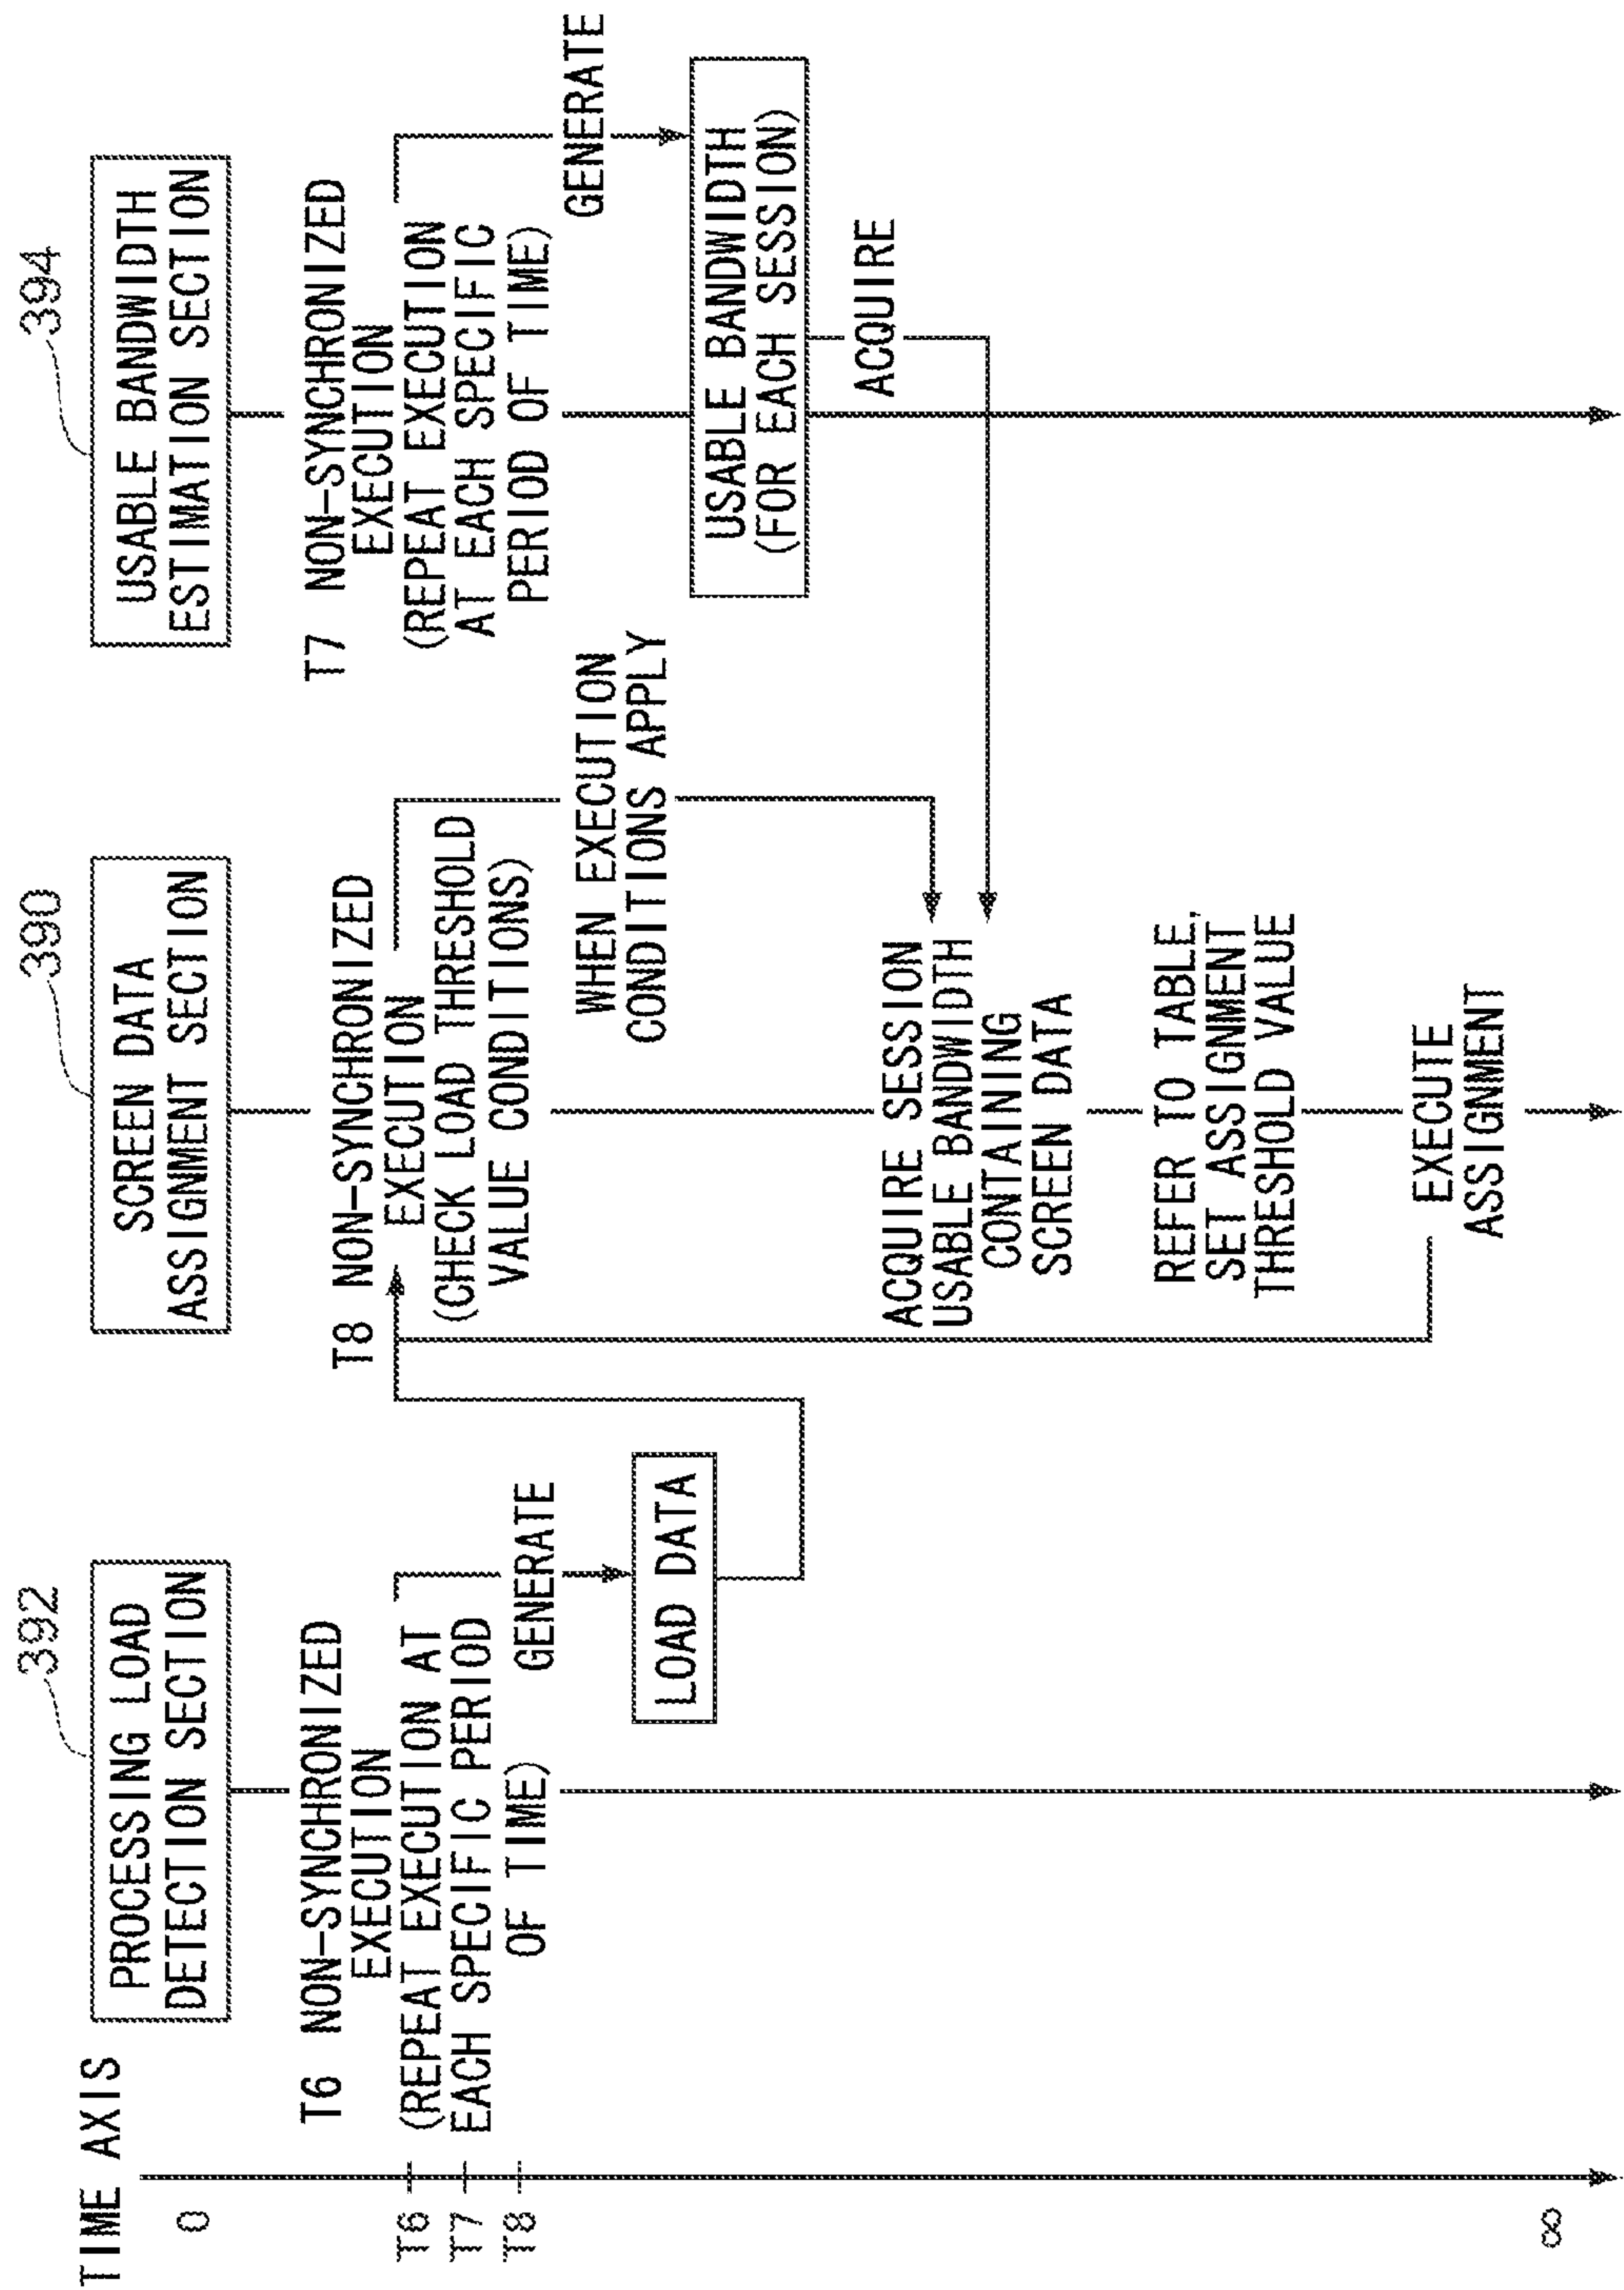 TIME AXIS
0
T6
T7
T8
∞
392
PROCESSING LOAD
DETECTION SECTION
T6 NON-SYNCHRONIZED
EXECUTION
(REPEAT EXECUTION AT
EACH SPECIFIC PERIOD
OF TIME)
GENERATE
LOAD DATA
390
SCREEN DATA
ASSIGNMENT SECTION
T8 NON-SYNCHRONIZED
EXECUTION
(CHECK LOAD THRESHOLD
VALUE CONDITIONS)
WHEN EXECUTION
CONDITIONS APPLY
ACQUIRE SESSION
USABLE BANDWIDTH
CONTAINING
SCREEN DATA
REFER TO TABLE,
SET ASSIGNMENT
THRESHOLD VALUE
EXECUTE
ASSIGNMENT
394
USABLE BANDWIDTH
ESTIMATION SECTION
T7 NON-SYNCHRONIZED
EXECUTION
(REPEAT EXECUTION
AT EACH SPECIFIC
PERIOD OF TIME)
GENERATE
USABLE BANDWIDTH
(FOR EACH SESSION)
ACQUIRE